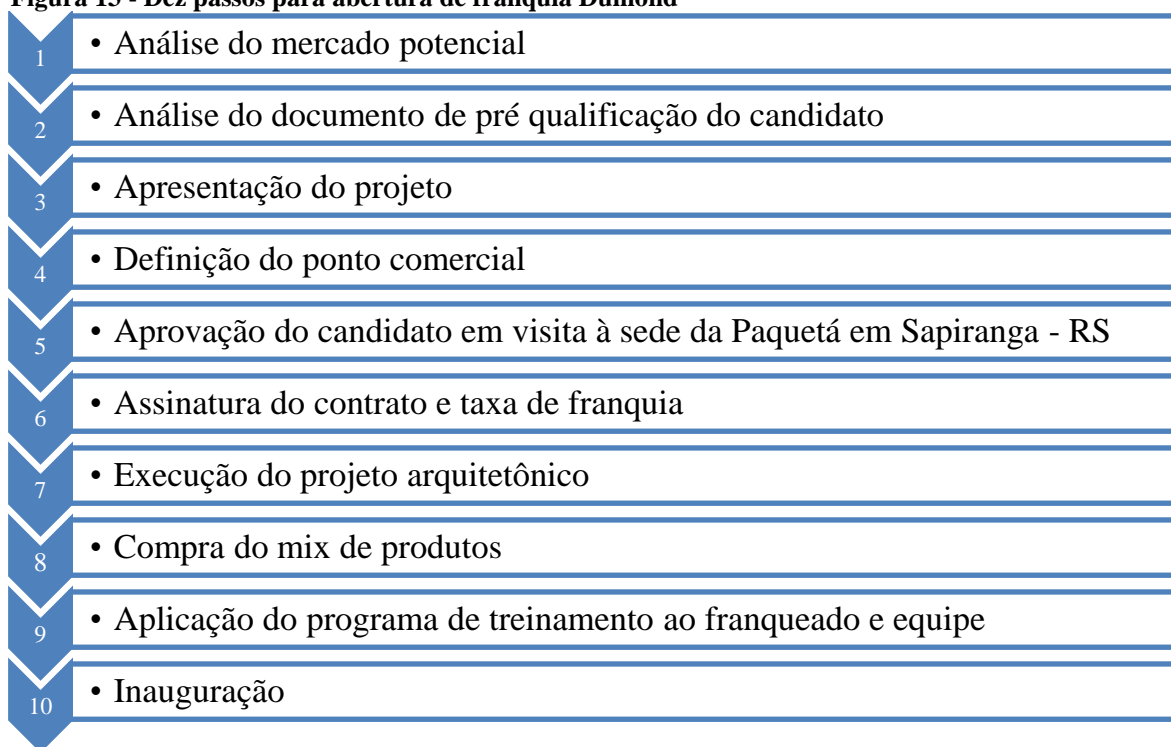 Figura 15 - Dez passos para abertura de franquia Dumond
1 • Análise do mercado potencial
2 • Análise do documento de pré qualificação do candidato
3 • Apresentação do projeto
4 • Definição do ponto comercial
5 • Aprovação do candidato em visita à sede da Paquetá em Sapiranga - RS
6 • Assinatura do contrato e taxa de franquia
7 • Execução do projeto arquitetônico
8 • Compra do mix de produtos
9 • Aplicação do programa de treinamento ao franqueado e equipe
10 • Inauguração